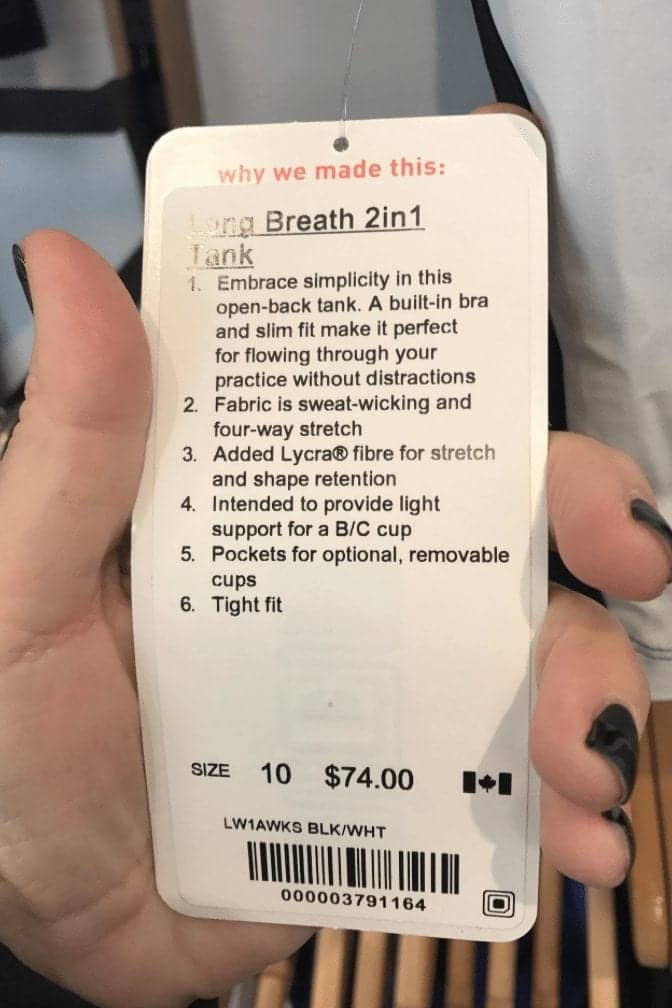 why we made this:
Long Breath 2in1
Tank
1. Embrace simplicity in this
open-back tank. A built-in bra
and slim fit make it perfect
for flowing through your
practice without distractions
2. Fabric is sweat-wicking and
four-way stretch
3. Added Lycra® fibre for stretch
and shape retention
4. Intended to provide light
support for a B/C cup
5. Pockets for optional, removable
cups
6. Tight fit
SIZE 10 $74.00
LW1AWKS BLK/WHT
000003791164